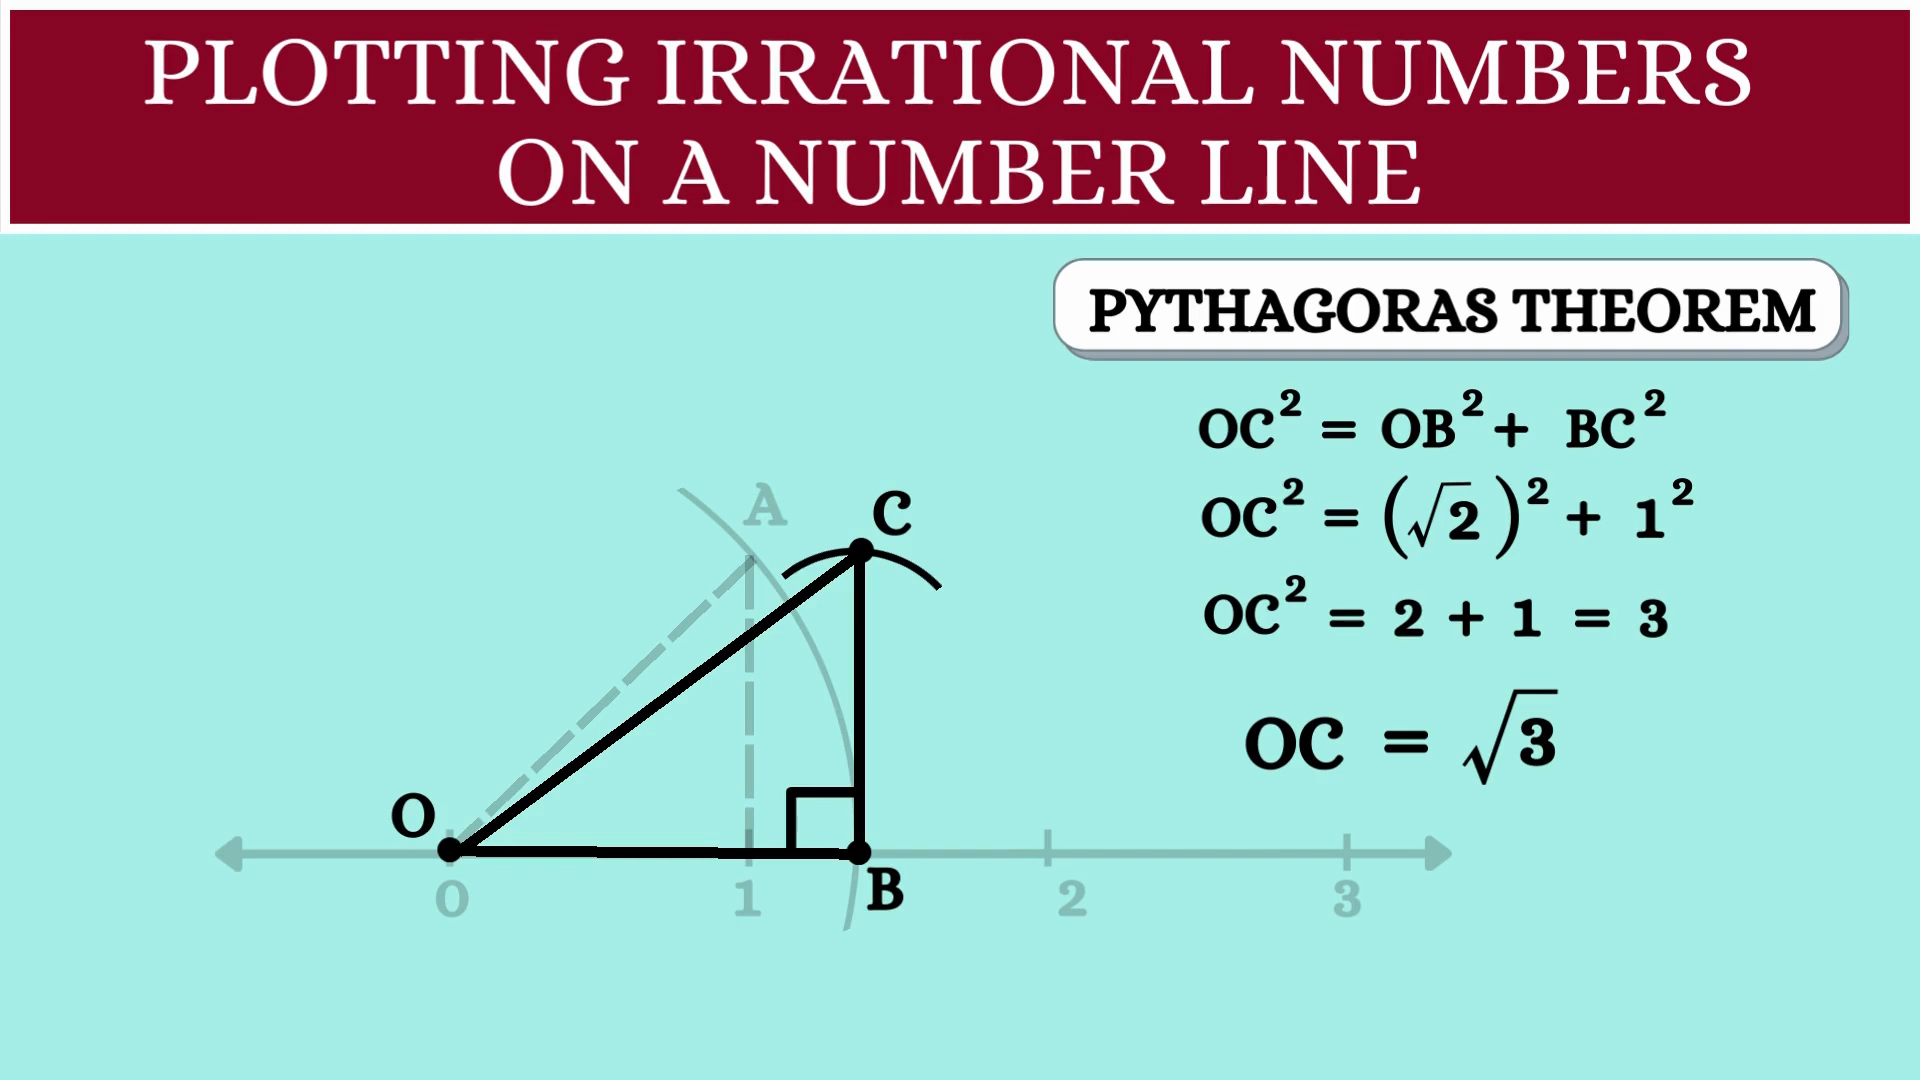 PLOTTING IRRATIONAL NUMBERS
ON A NUMBER LINE
PYTHAGORAS THEOREM
OC² = OB² + BC²
OC² = (√2)² + 1²
OC² = 2 + 1 = 3
OC = √3
A
C
O
B
0 1 2 3